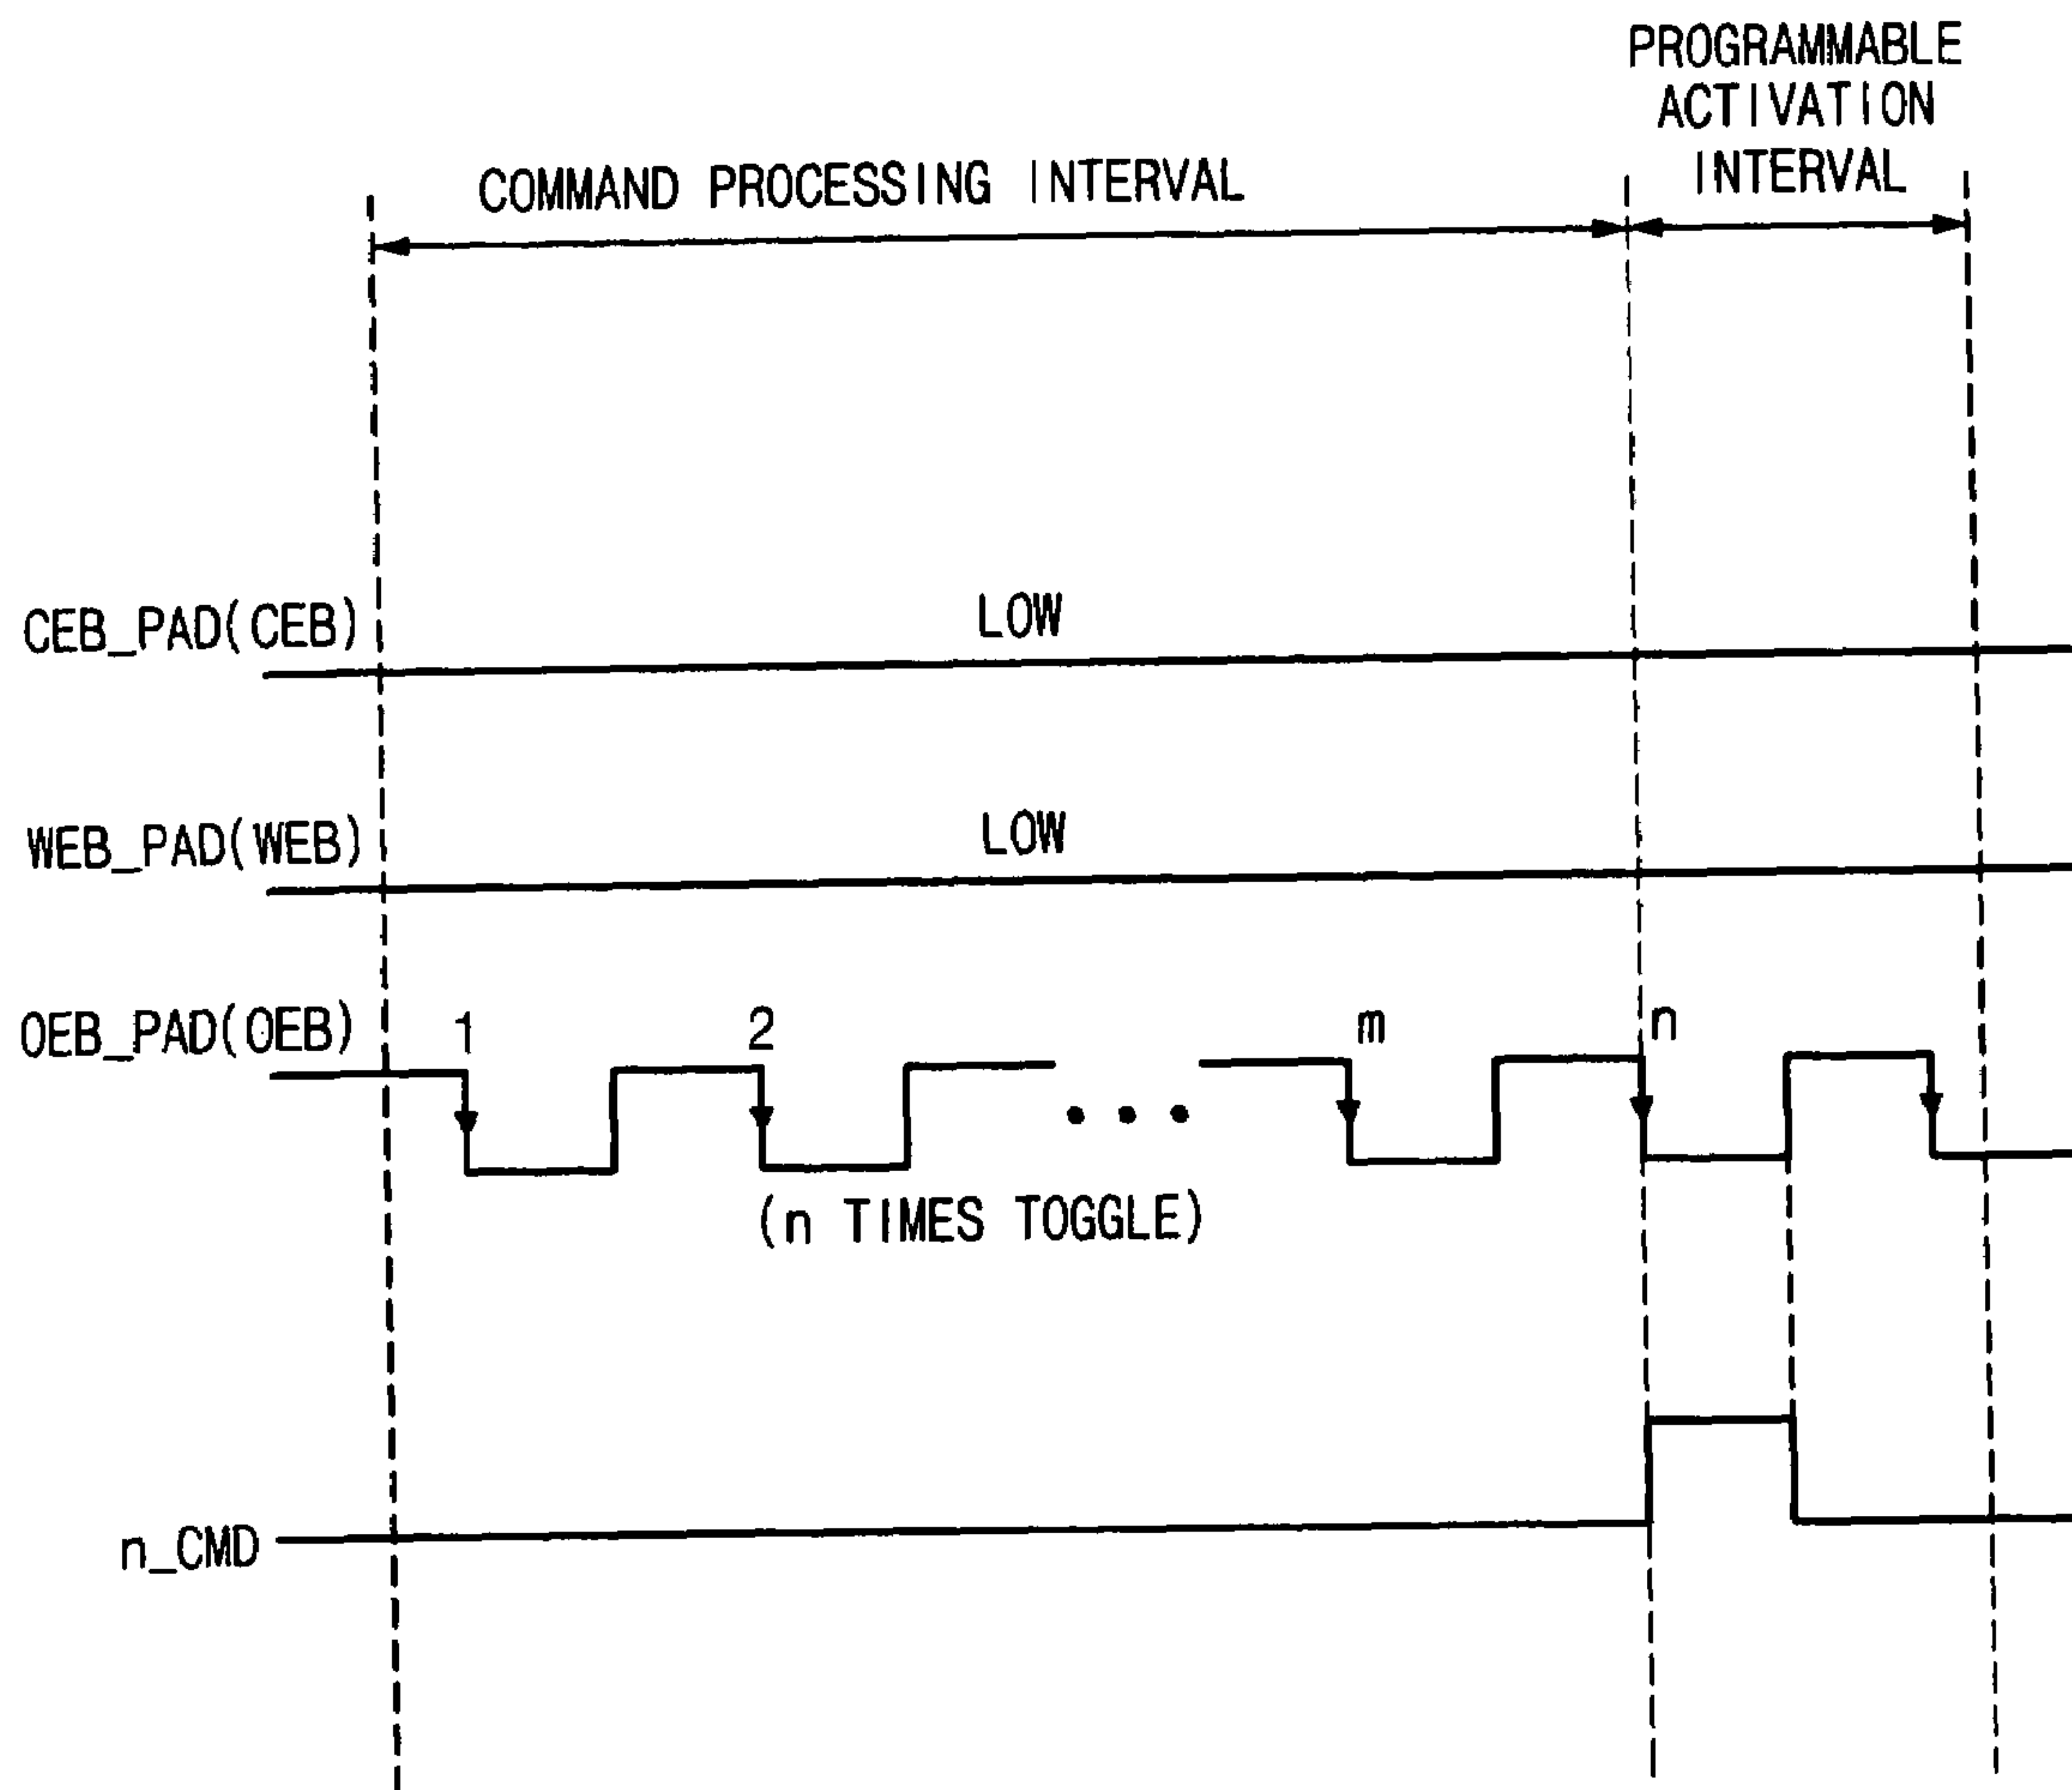 PROGRAMMABLE
ACTIVATION
INTERVAL
COMMAND PROCESSING INTERVAL
CEB_PAD(CEB)
LOW
WEB_PAD(WEB)
LOW
OEB_PAD(OEB)
1
2
m
n
(n TIMES TOGGLE)
n_CMD